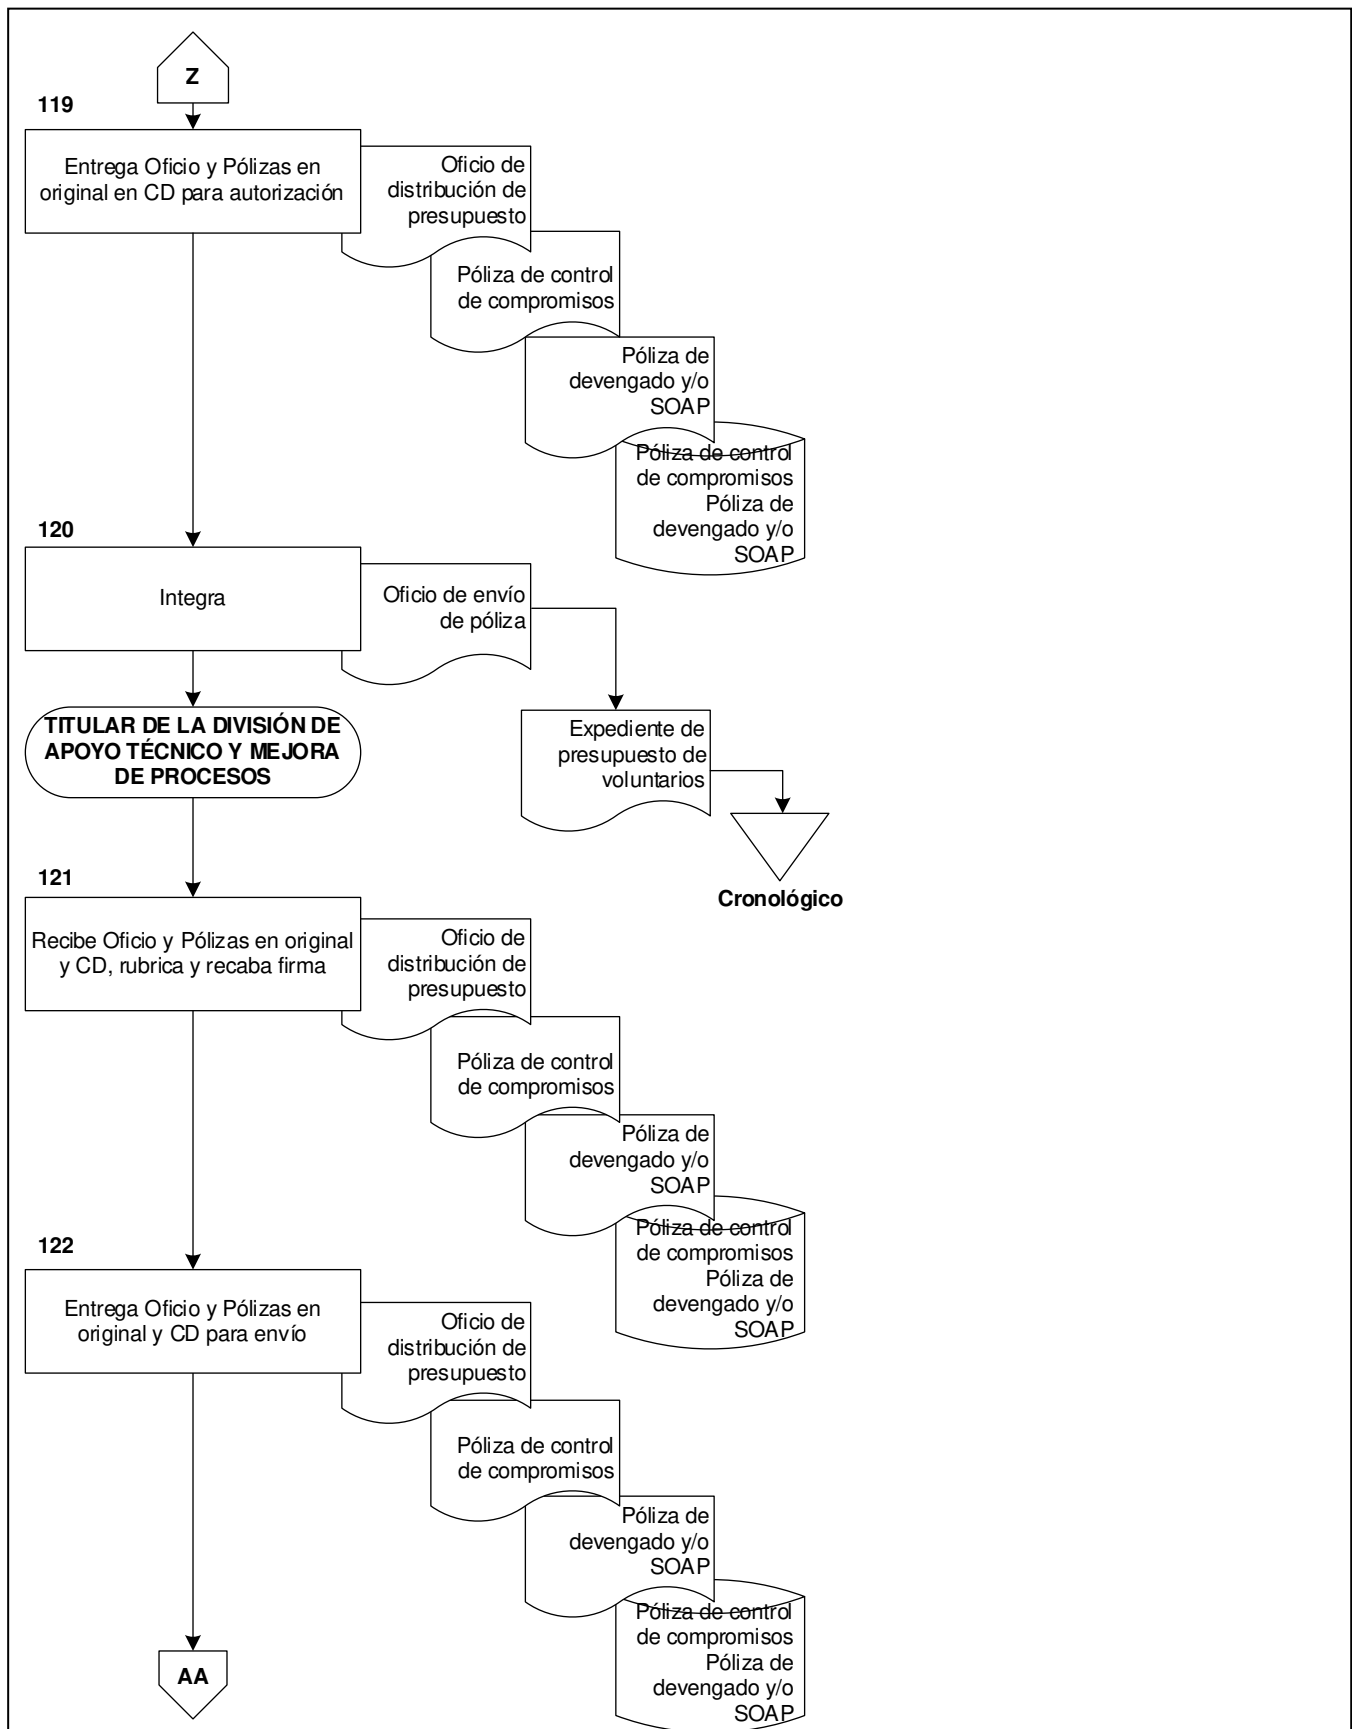 Z
119
Entrega Oficio y Pólizas en
original en CD para autorización
Oficio de
distribución de
presupuesto
Póliza de control
de compromisos
Póliza de
devengado y/o
SOAP
Póliza de control
de compromisos
Póliza de
devengado y/o
SOAP
120
Integra
Oficio de envío
de póliza
TITULAR DE LA DIVISIÓN DE
APOYO TÉCNICO Y MEJORA
DE PROCESOS
Expediente de
presupuesto de
voluntarios
Cronológico
121
Recibe Oficio y Pólizas en original
y CD, rubrica y recaba firma
Oficio de
distribución de
presupuesto
Póliza de control
de compromisos
Póliza de
devengado y/o
SOAP
Póliza de control
de compromisos
Póliza de
devengado y/o
SOAP
122
Entrega Oficio y Pólizas en
original y CD para envío
Oficio de
distribución de
presupuesto
Póliza de control
de compromisos
Póliza de
devengado y/o
SOAP
Póliza de control
de compromisos
Póliza de
devengado y/o
SOAP
AA